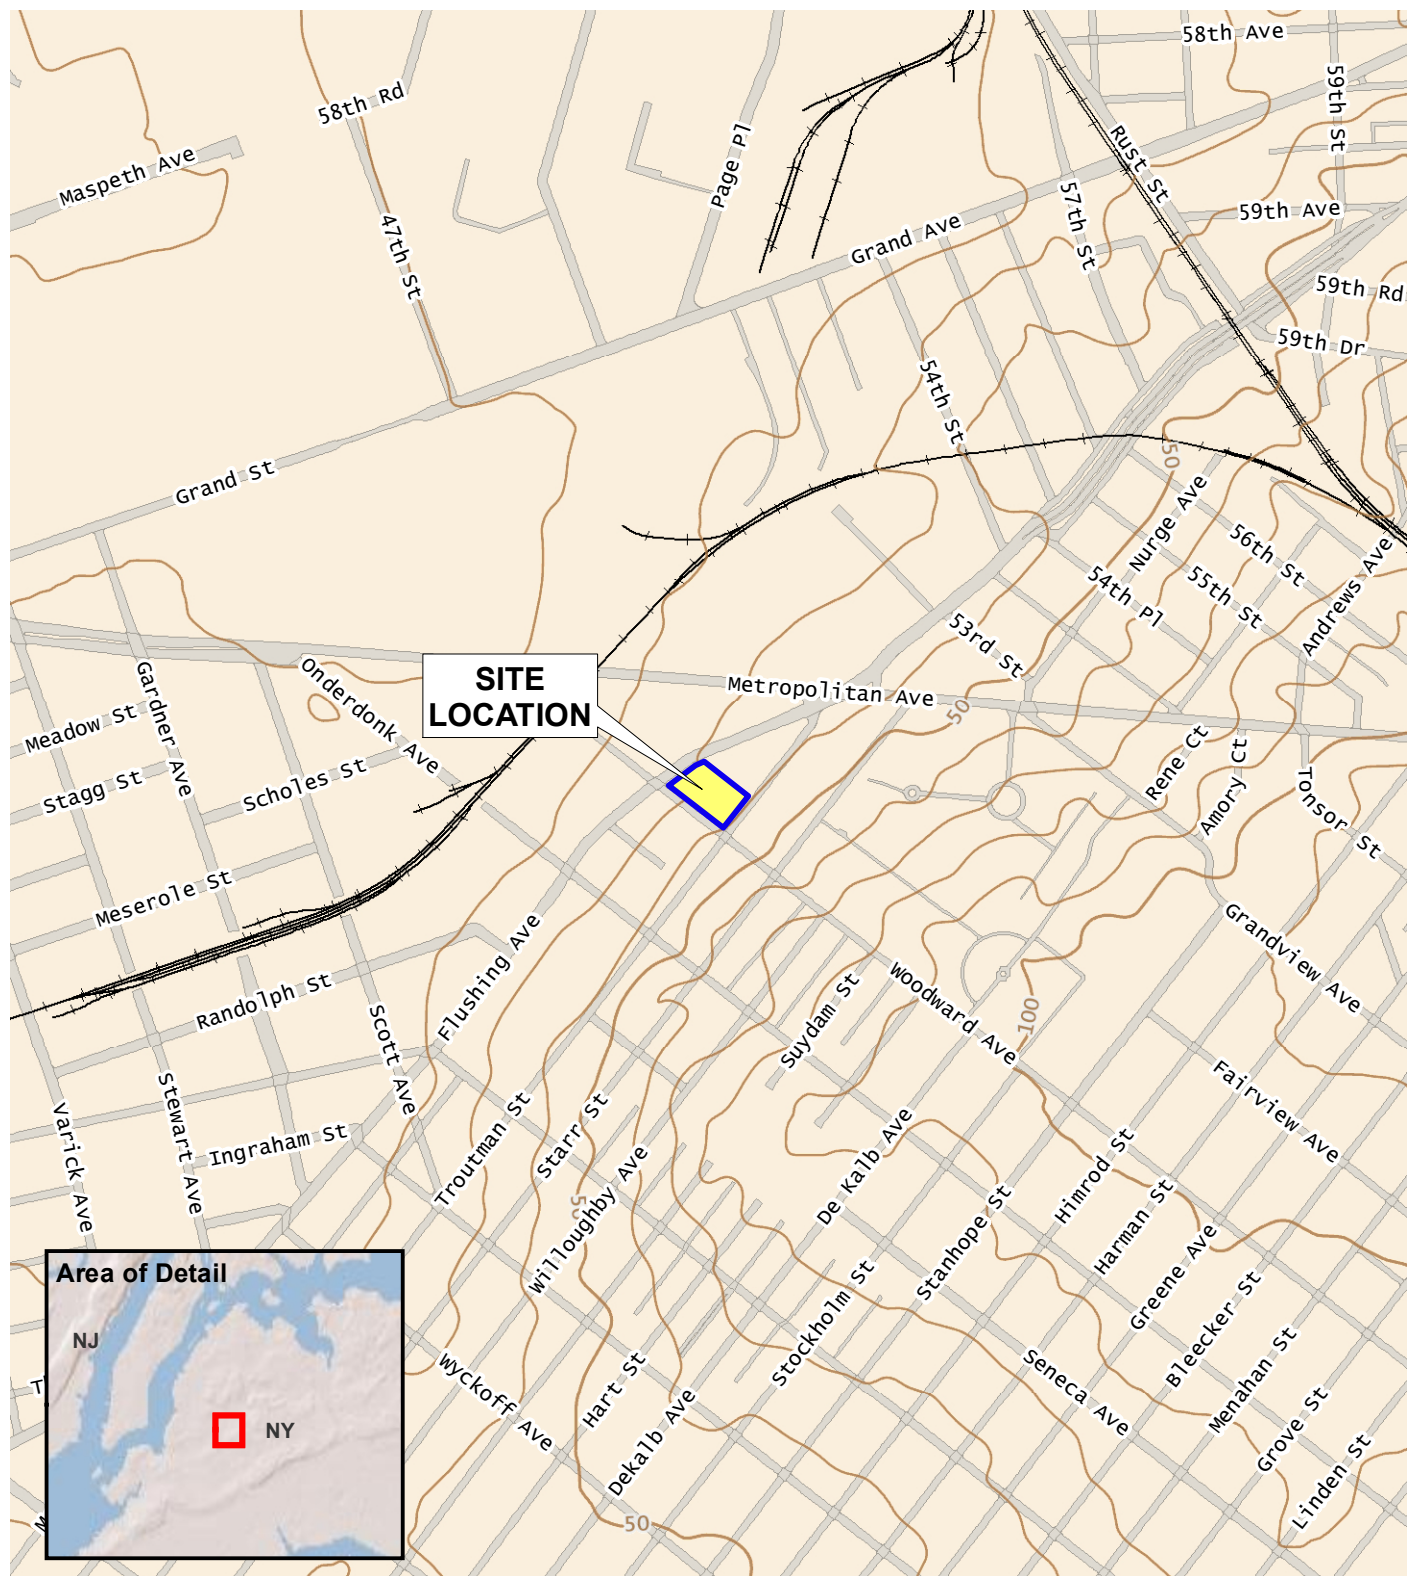 58th Ave
58th Rd
59th St
Rust St
Page Pl
Maspeth Ave
57th St
59th Ave
47th St
Grand Ave
59th Rd
59th Dr
54th St
50
Grand St
Nurge Ave
56th St
55th St
54th Pl
Andrews Ave
53rd St
SITE
LOCATION
Metropolitan Ave
50
Onderdonk Ave
Gardner Ave
Meadow St
Stagg St
Scholes St
Rene Ct
Amory Ct
Tonsor St
Meserole St
Flushing Ave
Grandview Ave
Woodward Ave
Suydam St
100
Randolph St
Scott Ave
Fairview Ave
Stewart Ave
Varick Ave
Ingraham St
Troutman St
Starr St
Willoughby Ave
50
De Kalb Ave
Himrod St
Stanhope St
Harman St
Greene Ave
Bleecker St
Menahan St
Grove St
Linden St
Stockholm St
Seneca Ave
Wyckoff Ave
Hart St
Dekalb Ave
50
Area of Detail
NJ
NY